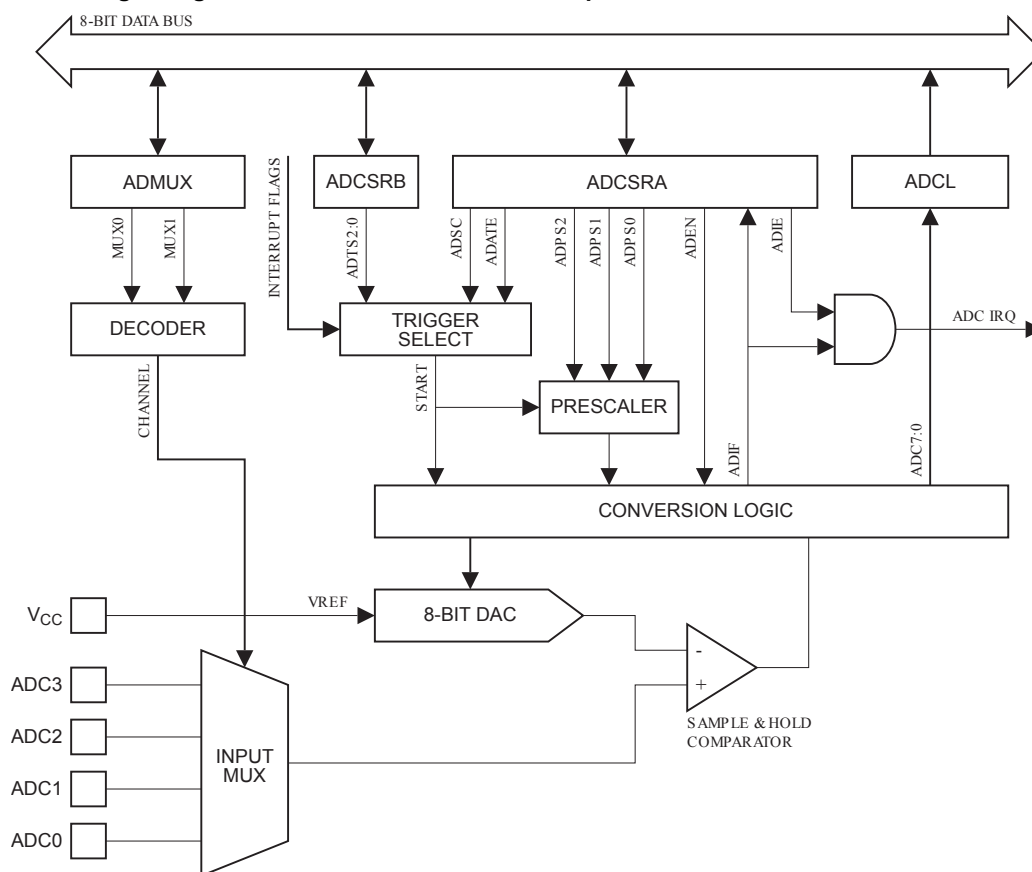 8-BIT DATA BUS
ADMUX
ADCSRB
ADCSRA
ADCL
INTERRUPT FLAGS
MUX0
MUX1
ADTS2:0
ADSC
ADATE
ADPS2
ADPS1
ADPS0
ADEN
ADIE
DECODER
TRIGGER
SELECT
ADC IRQ
CHANNEL
START
PRESCALER
ADIF
ADC7:0
CONVERSION LOGIC
VCC
VREF
8-BIT DAC
-
+
ADC3
ADC2
ADC1
ADC0
INPUT
MUX
SAMPLE & HOLD
COMPARATOR